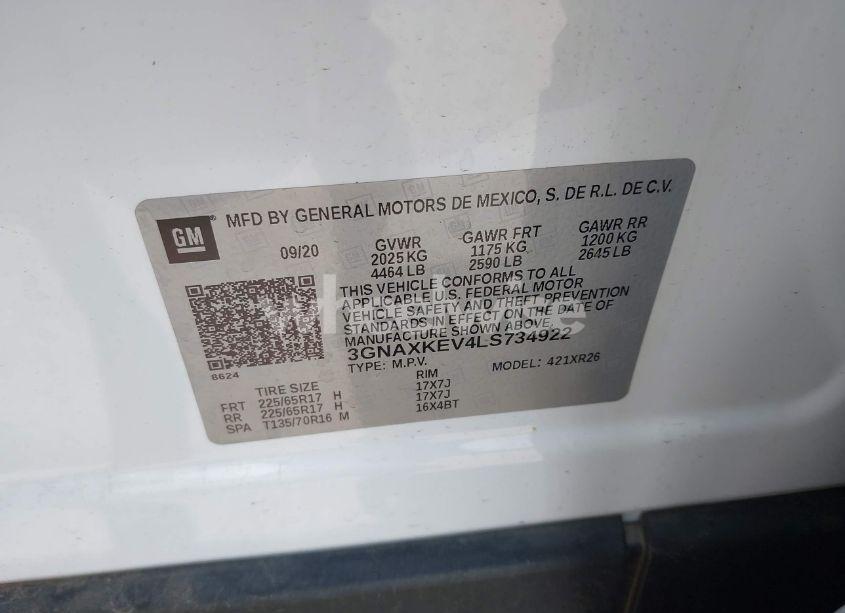 GM
® MFD BY GENERAL MOTORS DE MEXICO, S. DE R.L. DE C.V.
09/20 GVWR GAWR FRT GAWR RR
2025 KG 1175 KG 1200 KG
4464 LB 2590 LB 2645 LB
THIS VEHICLE CONFORMS TO ALL
APPLICABLE U.S. FEDERAL MOTOR
VEHICLE SAFETY AND THEFT PREVENTION
STANDARDS IN EFFECT ON THE DATE OF
MANUFACTURE SHOWN ABOVE.
3GNAXKEV4LS734922
TYPE: M.P.V. MODEL: 421XR26
6624
TIRE SIZE RIM
FRT 225/65R17 H 17X7J
RR 225/65R17 H 17X7J
SPA T135/70R16 M 16X4BT